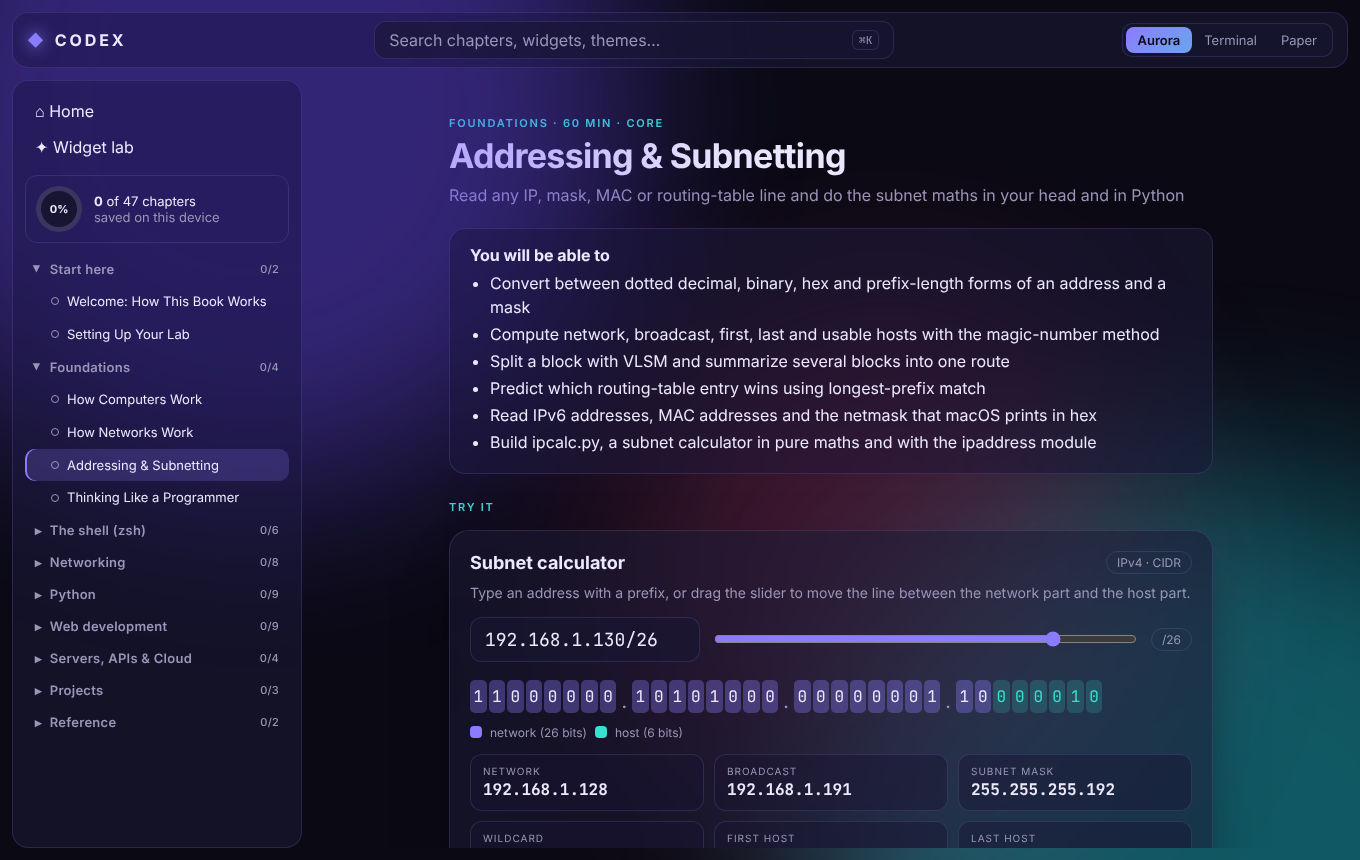 CODEX
Search chapters, widgets, themes...
⌘K
Aurora
Terminal
Paper
⌂ Home
✦ Widget lab
0%
0 of 47 chapters
saved on this device
▼ Start here 0/2
Welcome: How This Book Works
Setting Up Your Lab
▼ Foundations 0/4
How Computers Work
How Networks Work
Addressing & Subnetting
Thinking Like a Programmer
▶ The shell (zsh) 0/6
▶ Networking 0/8
▶ Python 0/9
▶ Web development 0/9
▶ Servers, APIs & Cloud 0/4
▶ Projects 0/3
▶ Reference 0/2
FOUNDATIONS · 60 MIN · CORE
Addressing & Subnetting
Read any IP, mask, MAC or routing-table line and do the subnet maths in your head and in Python
You will be able to
• Convert between dotted decimal, binary, hex and prefix-length forms of an address and a
mask
• Compute network, broadcast, first, last and usable hosts with the magic-number method
• Split a block with VLSM and summarize several blocks into one route
• Predict which routing-table entry wins using longest-prefix match
• Read IPv6 addresses, MAC addresses and the netmask that macOS prints in hex
• Build ipcalc.py, a subnet calculator in pure maths and with the ipaddress module
TRY IT
Subnet calculator
IPv4 · CIDR
Type an address with a prefix, or drag the slider to move the line between the network part and the host part.
192.168.1.130/26
/26
11000000.10101000.00000001.10000010
network (26 bits) host (6 bits)
NETWORK
192.168.1.128
BROADCAST
192.168.1.191
SUBNET MASK
255.255.255.192
WILDCARD
FIRST HOST
LAST HOST